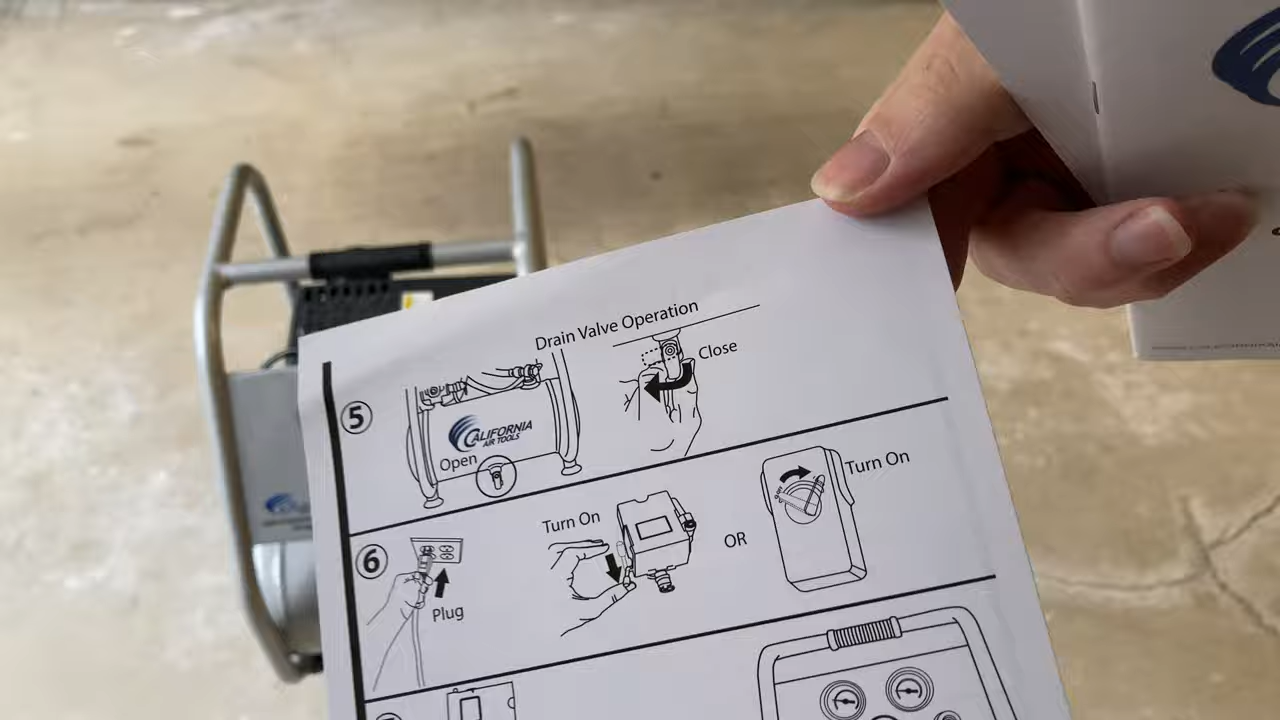 Drain Valve Operation
Close
5
CALIFORNIA
AIR TOOLS
Open
6
Turn On
Turn On
OR
Plug